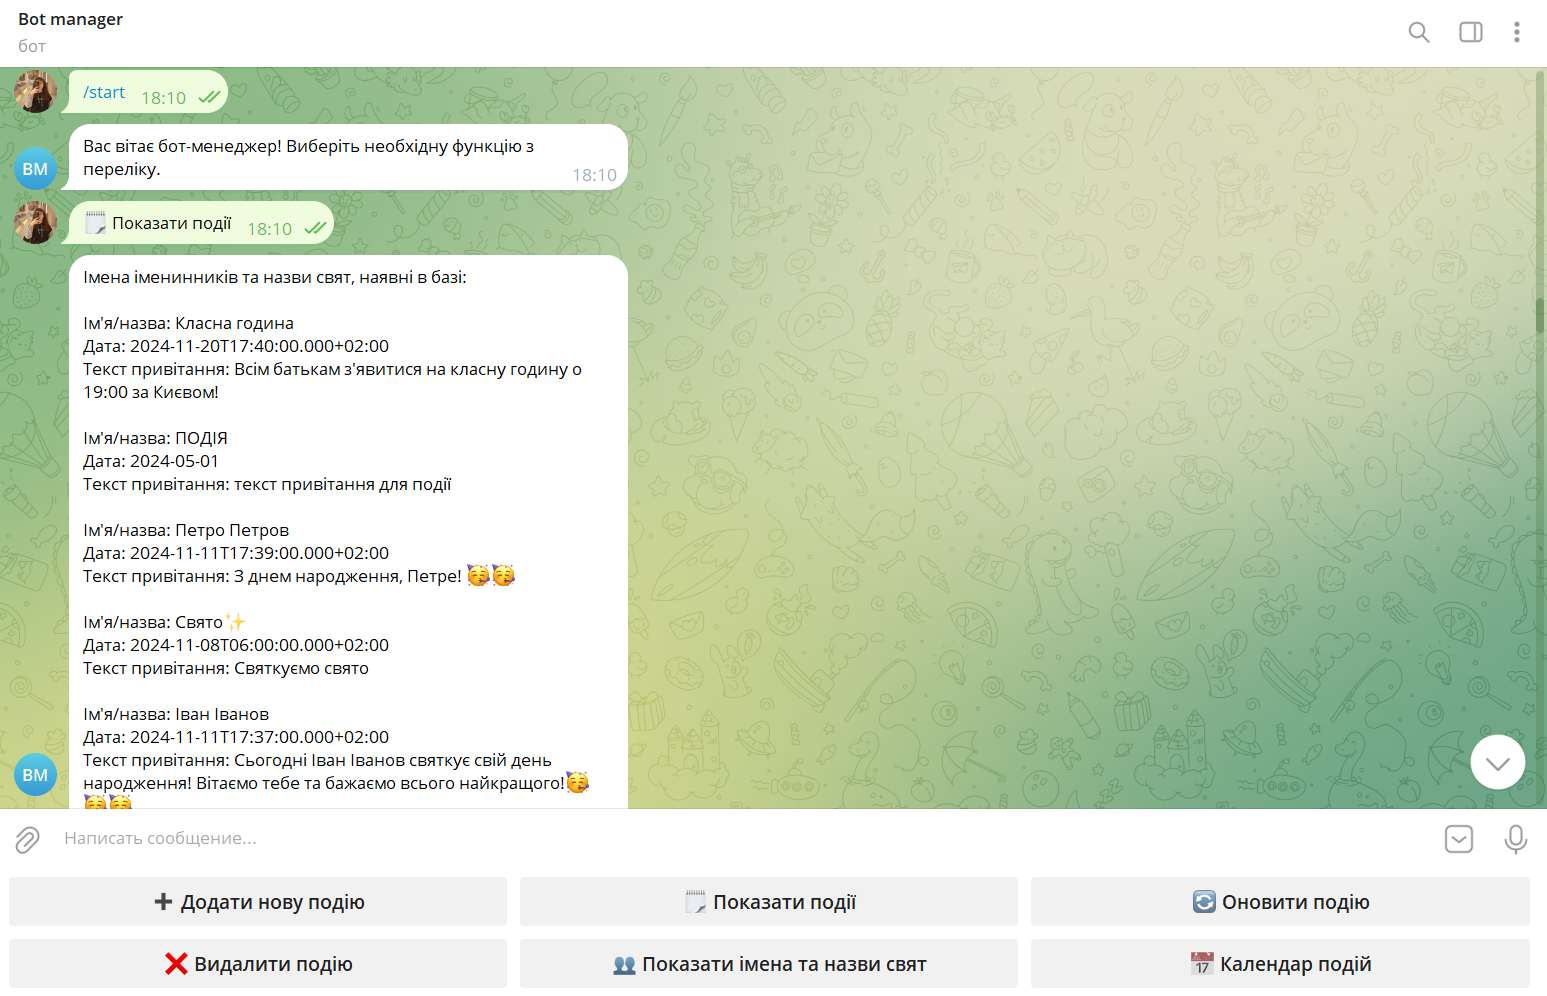 Bot manager
бот
/start 18:10
Вас вітає бот-менеджер! Виберіть необхідну функцію з
переліку.
18:10
BM
Показати події 18:10
Імена іменинників та назви свят, наявні в базі:
Ім'я/назва: Класна година
Дата: 2024-11-20T17:40:00.000+02:00
Текст привітання: Всім батькам з'явитися на класну годину о
19:00 за Києвом!
Ім'я/назва: ПОДІЯ
Дата: 2024-05-01
Текст привітання: текст привітання для події
Ім'я/назва: Петро Петров
Дата: 2024-11-11T17:39:00.000+02:00
Текст привітання: З днем народження, Петре! 🥳🥳
Ім'я/назва: Свято✨
Дата: 2024-11-08T06:00:00.000+02:00
Текст привітання: Святкуємо свято
Ім'я/назва: Іван Іванов
Дата: 2024-11-11T17:37:00.000+02:00
Текст привітання: Сьогодні Іван Іванов святкує свій день
народження! Вітаємо тебе та бажаємо всього найкращого!🥳
🥳🥳
BM
Написать сообщение...
➕ Додати нову подію
Показати події
🔄 Оновити подію
❌ Видалити подію
👥 Показати імена та назви свят
📅 Календар подій